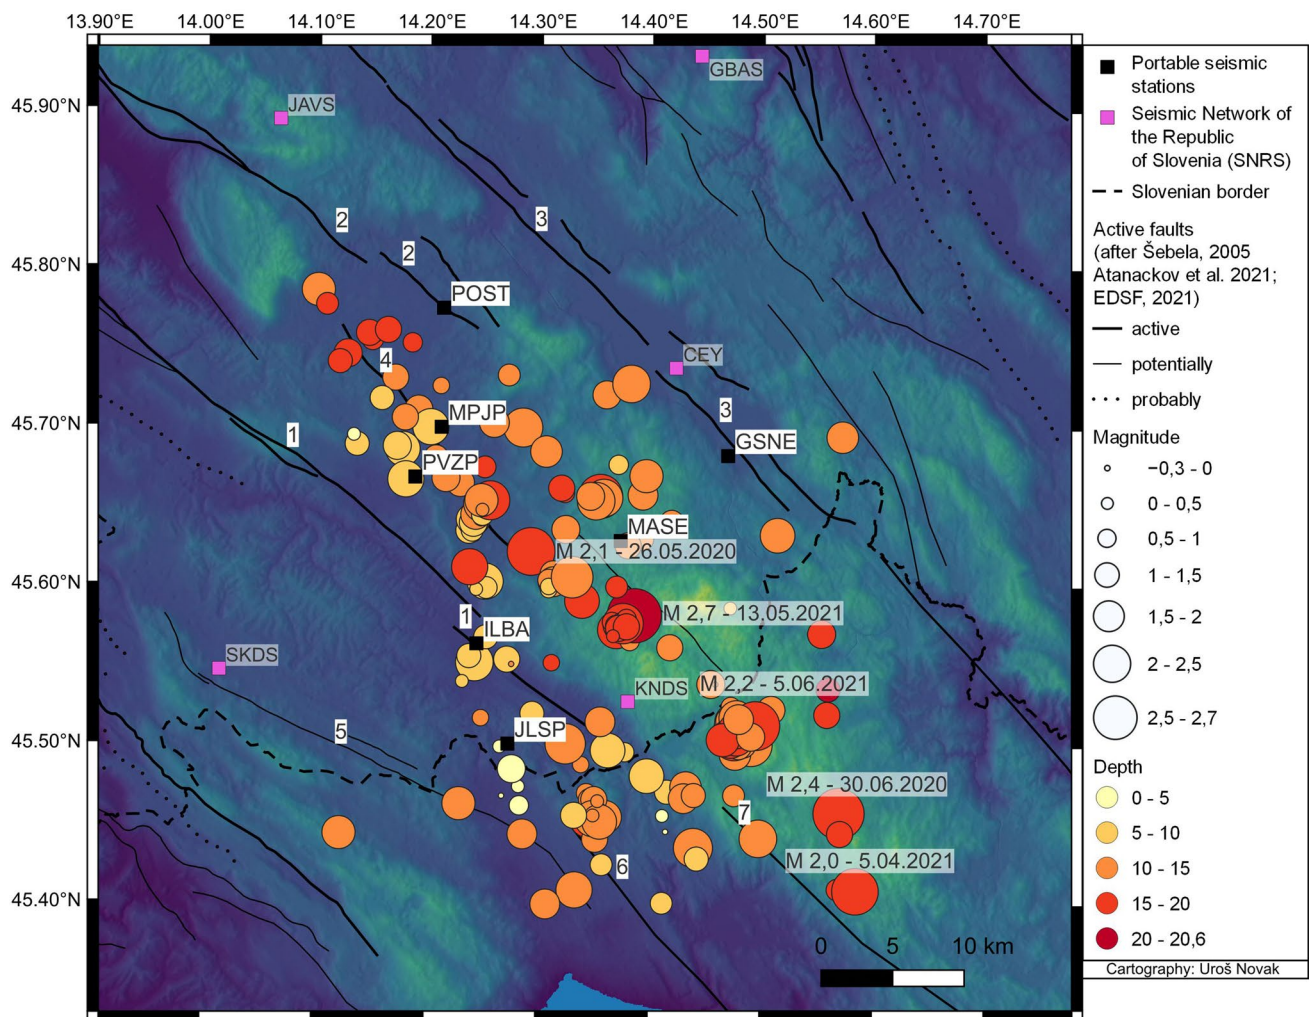 13.90°E 14.00°E 14.10°E 14.20°E 14.30°E 14.40°E 14.50°E 14.60°E 14.70°E
45.90°N
45.80°N
45.70°N
45.60°N
45.50°N
45.40°N
GBAS
JAVS
2
3
2
POST
CEY
4
3
MPJP
1
GSNE
PVZP
MASE
M 2,1 - 26.05.2020
1
ILBA
M 2,7 - 13.05.2021
SKDS
M 2,2 - 5.06.2021
KNDS
5
JLSP
M 2,4 - 30.06.2020
7
6
M 2,0 - 5.04.2021
0 5 10 km
Portable seismic
stations
Seismic Network of
the Republic
of Slovenia (SNRS)
Slovenian border
Active faults
(after Šebela, 2005
Atanackov et al. 2021;
EDSF, 2021)
active
potentially
probably
Magnitude
−0,3 - 0
0 - 0,5
0,5 - 1
1 - 1,5
1,5 - 2
2 - 2,5
2,5 - 2,7
Depth
0 - 5
5 - 10
10 - 15
15 - 20
20 - 20,6
Cartography: Uroš Novak